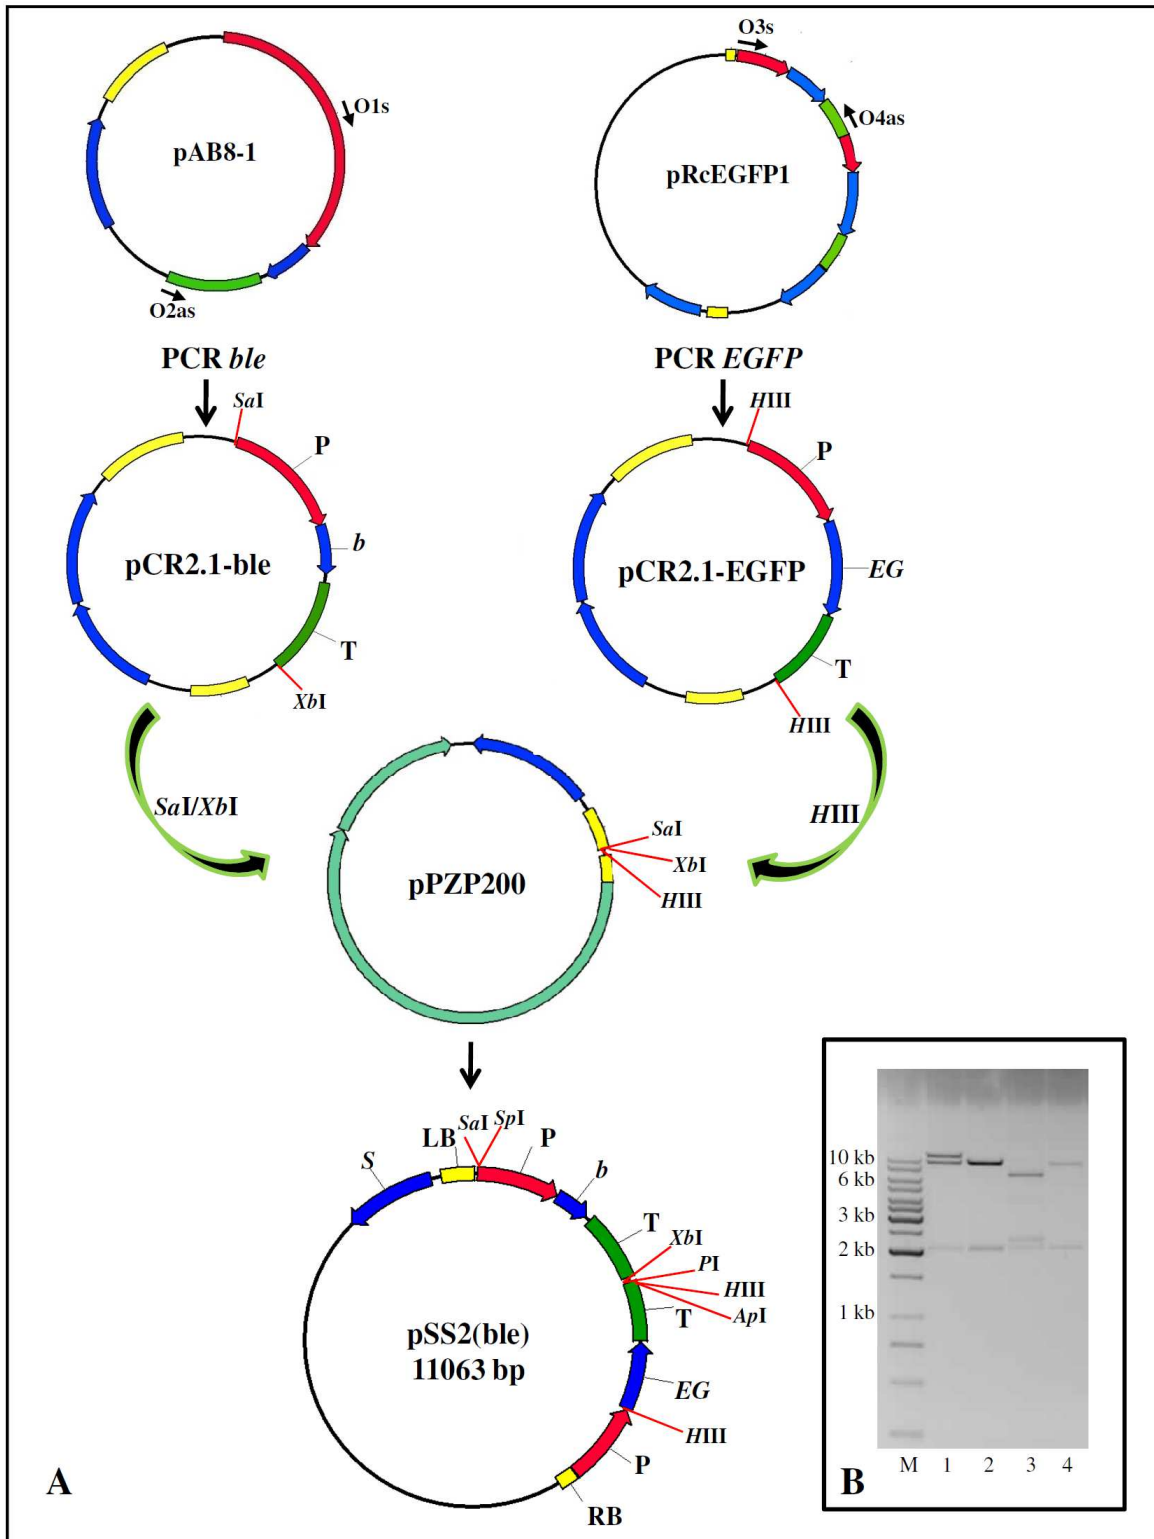 O1s
pAB8-1
O2as
O3s
O4as
pRcEGFP1
PCR ble
PCR EGFP
SaI
P
b
pCR2.1-ble
T
XbI
HIII
P
pCR2.1-EGFP
EG
T
HIII
SaI/XbI
HIII
SaI
XbI
HIII
pPZP200
SaI
SpI
LB
P
S
b
T
XbI
PI
HIII
ApI
T
pSS2(ble)
11063 bp
EG
HIII
P
RB
A
10 kb
6 kb
3 kb
2 kb
1 kb
M 1 2 3 4
B